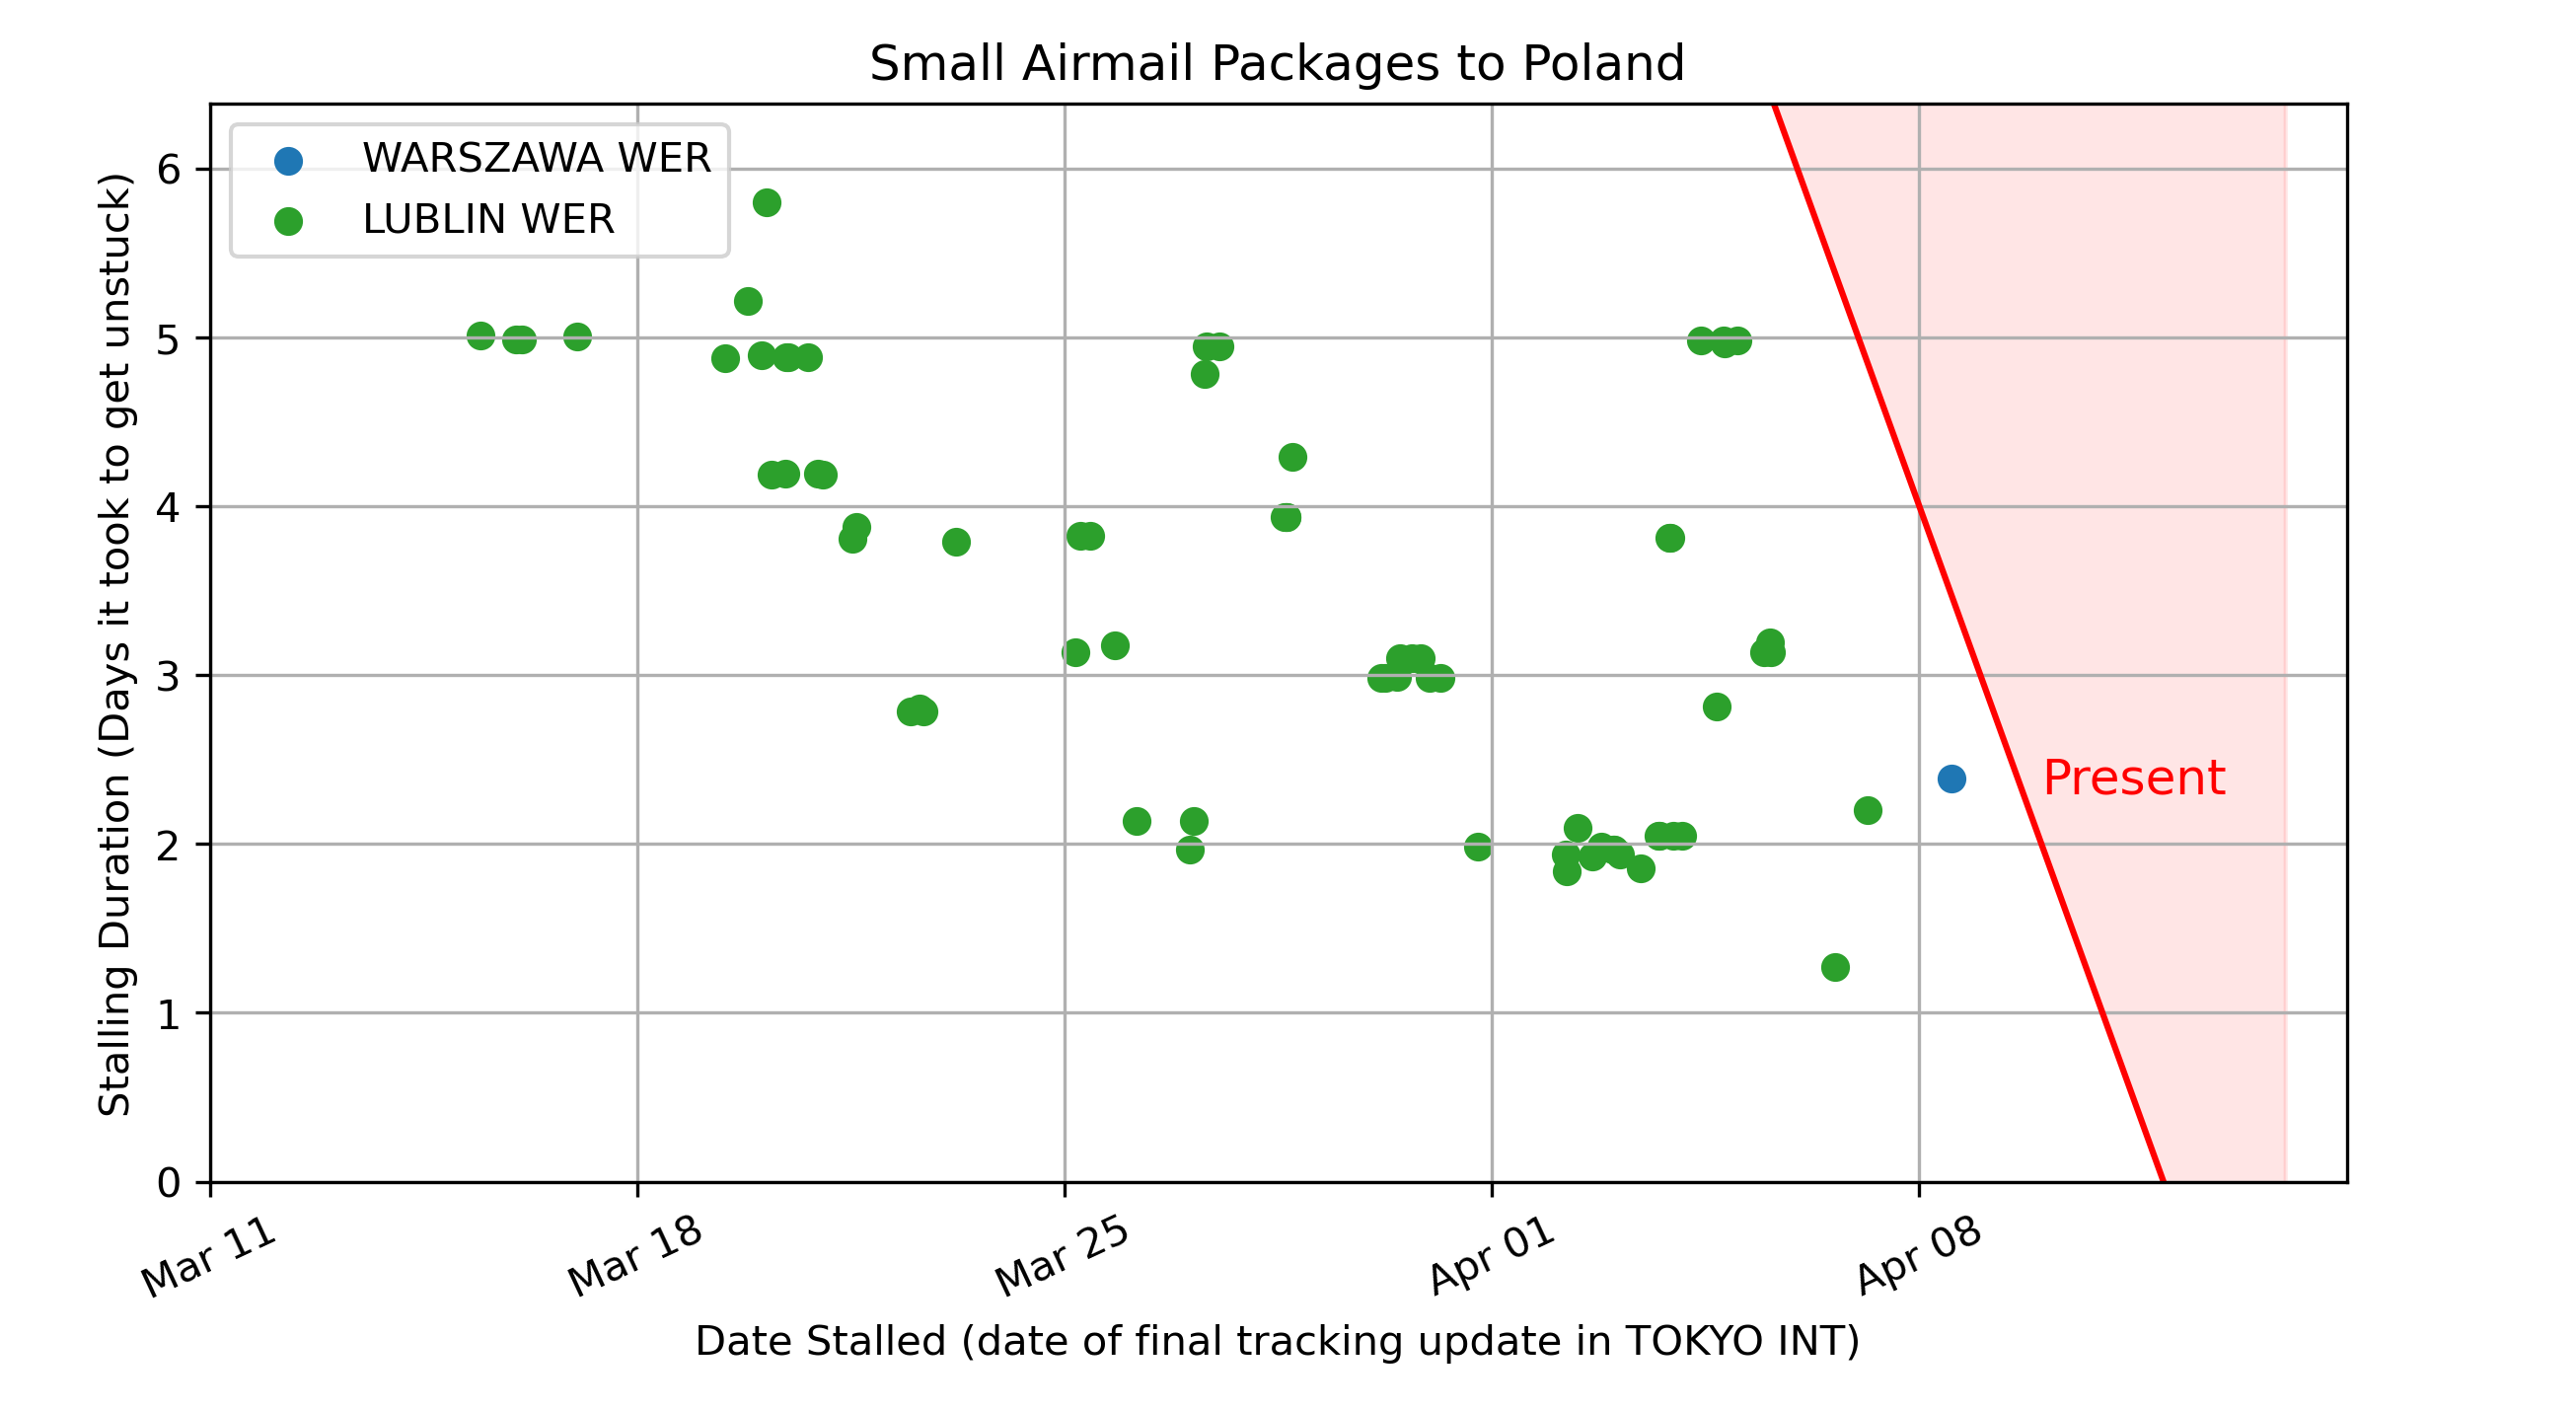 Small Airmail Packages to Poland
WARSZAWA WER
LUBLIN WER
Stalling Duration (Days it took to get unstuck)
6
5
4
3
2
1
0
Present
Mar 11
Mar 18
Mar 25
Apr 01
Apr 08
Date Stalled (date of final tracking update in TOKYO INT)